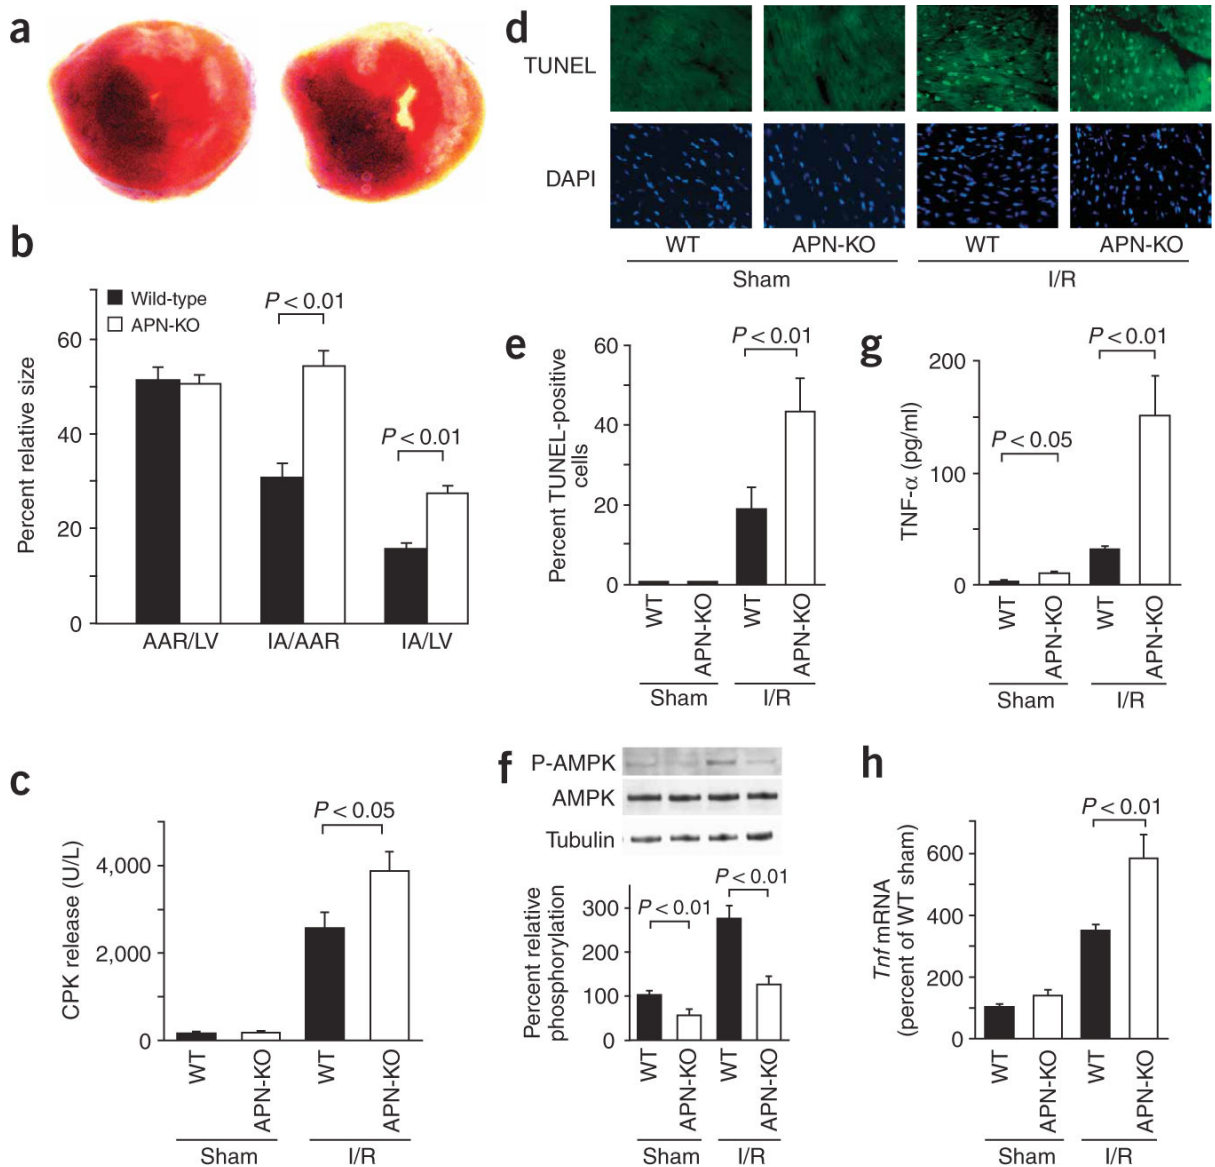 a
b
Wild-type
APN-KO
P < 0.01
P < 0.01
60
40
20
0
Percent relative size
AAR/LV
IA/AAR
IA/LV
c
P < 0.05
4,000
2,000
0
CPK release (U/L)
WT
APN-KO
WT
APN-KO
Sham
I/R
d
TUNEL
DAPI
WT
APN-KO
WT
APN-KO
Sham
I/R
e
P < 0.01
60
40
20
0
Percent TUNEL-positive
cells
WT
APN-KO
WT
APN-KO
Sham
I/R
f
P-AMPK
AMPK
Tubulin
P < 0.01
P < 0.01
300
200
100
0
Percent relative
phosphorylation
WT
APN-KO
WT
APN-KO
Sham
I/R
g
P < 0.01
P < 0.05
200
100
0
TNF-α (pg/ml)
WT
APN-KO
WT
APN-KO
Sham
I/R
h
P < 0.01
600
400
200
0
Tnf mRNA
(percent of WT sham)
WT
APN-KO
WT
APN-KO
Sham
I/R